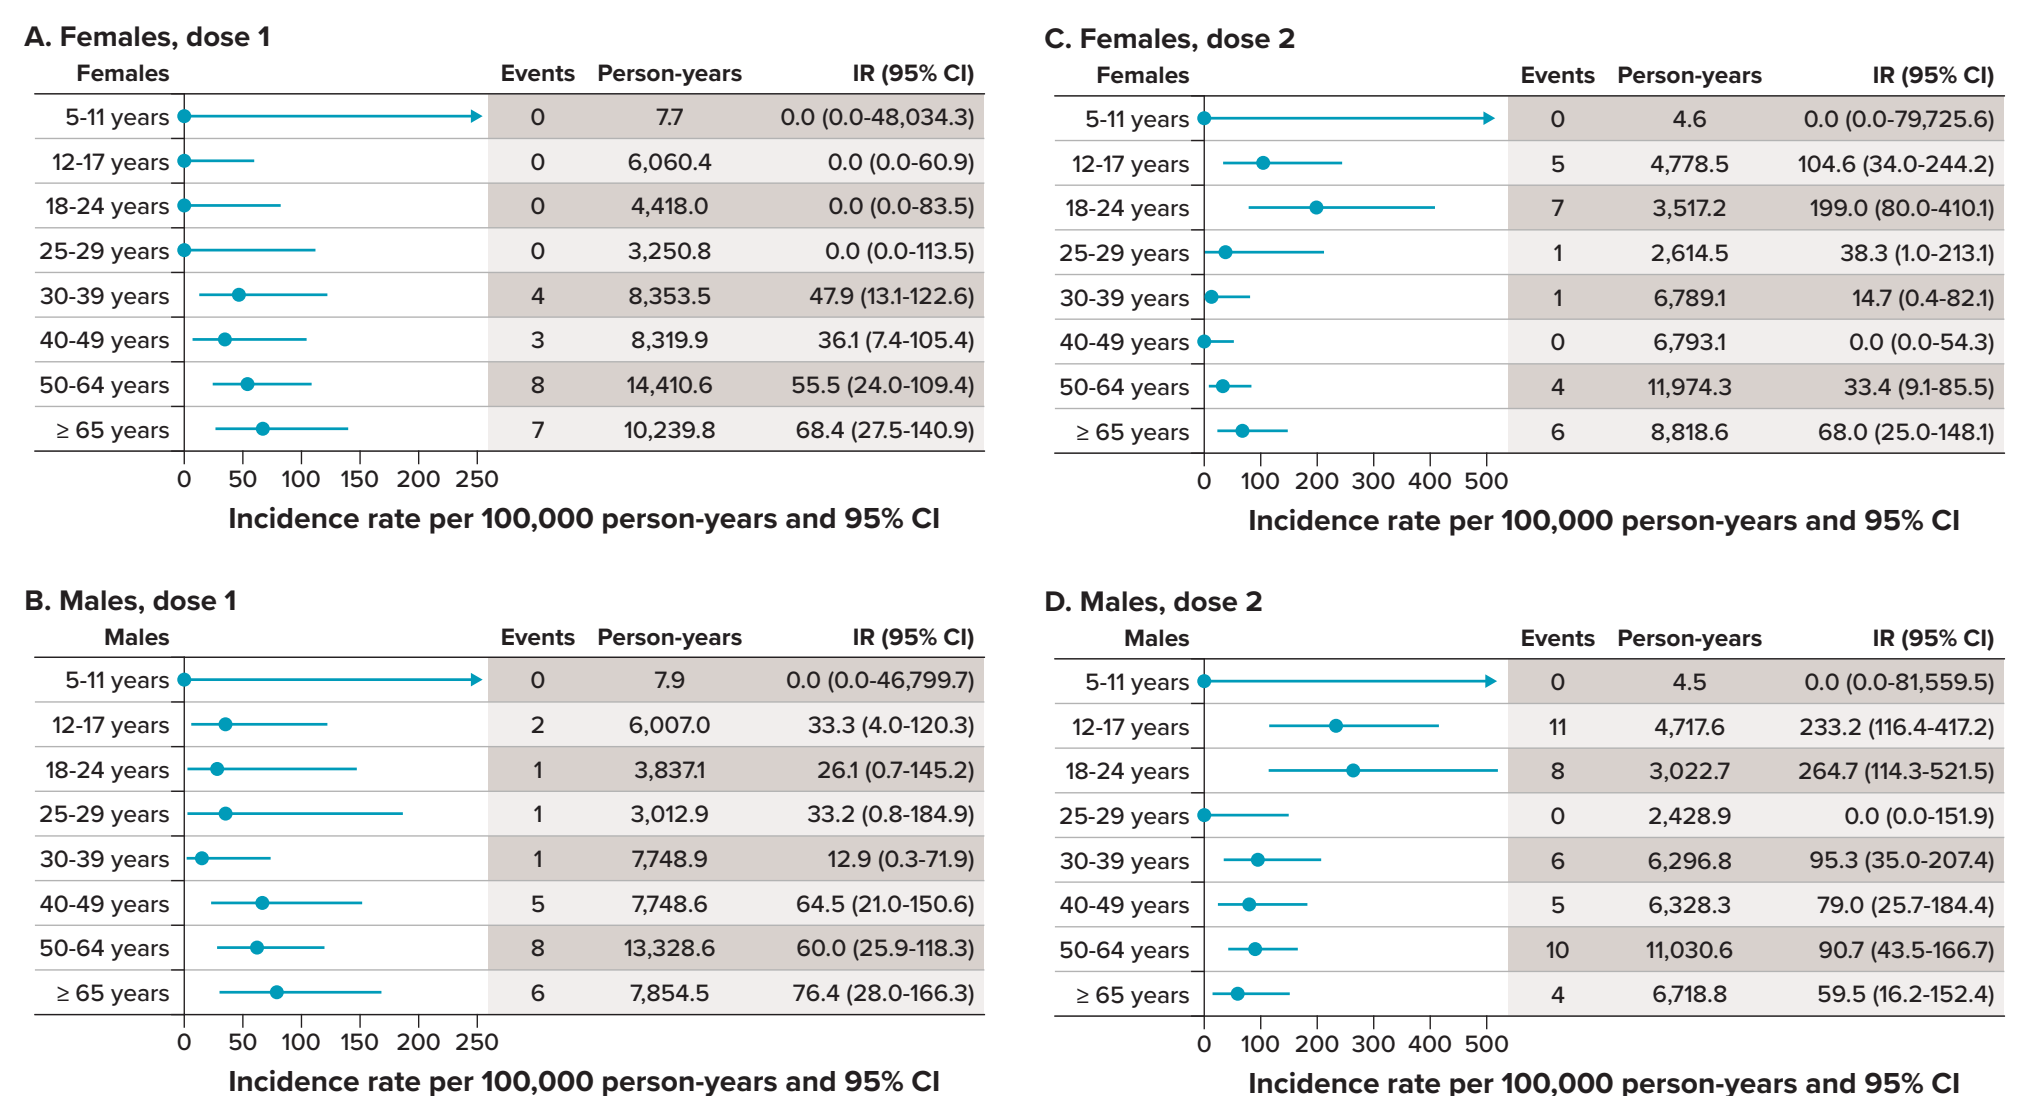 A. Females, dose 1
Females Events Person-years IR (95% CI)
5-11 years 0 7.7 0.0 (0.0-48,034.3)
12-17 years 0 6,060.4 0.0 (0.0-60.9)
18-24 years 0 4,418.0 0.0 (0.0-83.5)
25-29 years 0 3,250.8 0.0 (0.0-113.5)
30-39 years 4 8,353.5 47.9 (13.1-122.6)
40-49 years 3 8,319.9 36.1 (7.4-105.4)
50-64 years 8 14,410.6 55.5 (24.0-109.4)
≥ 65 years 7 10,239.8 68.4 (27.5-140.9)
0 50 100 150 200 250
Incidence rate per 100,000 person-years and 95% CI
B. Males, dose 1
Males Events Person-years IR (95% CI)
5-11 years 0 7.9 0.0 (0.0-46,799.7)
12-17 years 2 6,007.0 33.3 (4.0-120.3)
18-24 years 1 3,837.1 26.1 (0.7-145.2)
25-29 years 1 3,012.9 33.2 (0.8-184.9)
30-39 years 1 7,748.9 12.9 (0.3-71.9)
40-49 years 5 7,748.6 64.5 (21.0-150.6)
50-64 years 8 13,328.6 60.0 (25.9-118.3)
≥ 65 years 6 7,854.5 76.4 (28.0-166.3)
0 50 100 150 200 250
Incidence rate per 100,000 person-years and 95% CI
C. Females, dose 2
Females Events Person-years IR (95% CI)
5-11 years 0 4.6 0.0 (0.0-79,725.6)
12-17 years 5 4,778.5 104.6 (34.0-244.2)
18-24 years 7 3,517.2 199.0 (80.0-410.1)
25-29 years 1 2,614.5 38.3 (1.0-213.1)
30-39 years 1 6,789.1 14.7 (0.4-82.1)
40-49 years 0 6,793.1 0.0 (0.0-54.3)
50-64 years 4 11,974.3 33.4 (9.1-85.5)
≥ 65 years 6 8,818.6 68.0 (25.0-148.1)
0 100 200 300 400 500
Incidence rate per 100,000 person-years and 95% CI
D. Males, dose 2
Males Events Person-years IR (95% CI)
5-11 years 0 4.5 0.0 (0.0-81,559.5)
12-17 years 11 4,717.6 233.2 (116.4-417.2)
18-24 years 8 3,022.7 264.7 (114.3-521.5)
25-29 years 0 2,428.9 0.0 (0.0-151.9)
30-39 years 6 6,296.8 95.3 (35.0-207.4)
40-49 years 5 6,328.3 79.0 (25.7-184.4)
50-64 years 10 11,030.6 90.7 (43.5-166.7)
≥ 65 years 4 6,718.8 59.5 (16.2-152.4)
0 100 200 300 400 500
Incidence rate per 100,000 person-years and 95% CI